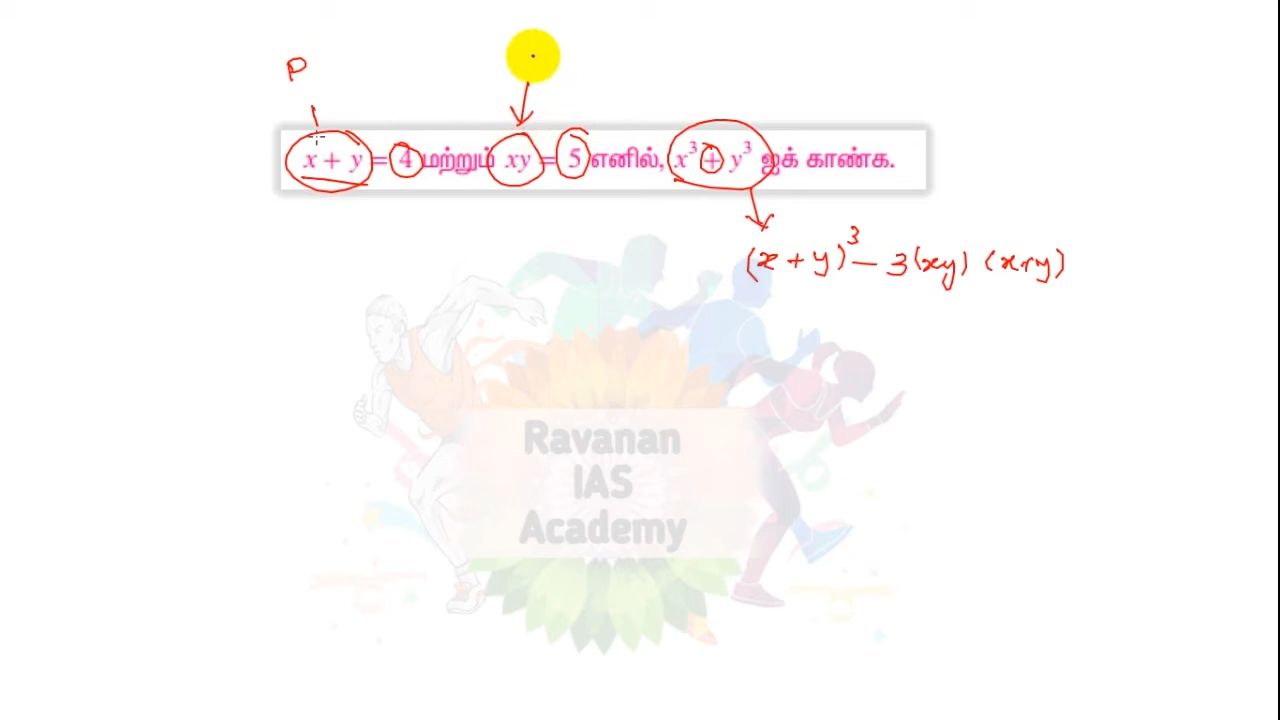 P
x + y = 4 மற்றும் xy = 5 எனில், x³ + y³ ஐக் காண்க.
(x + y)³ - 3(xy) (x+y)
Ravanan
IAS
Academy